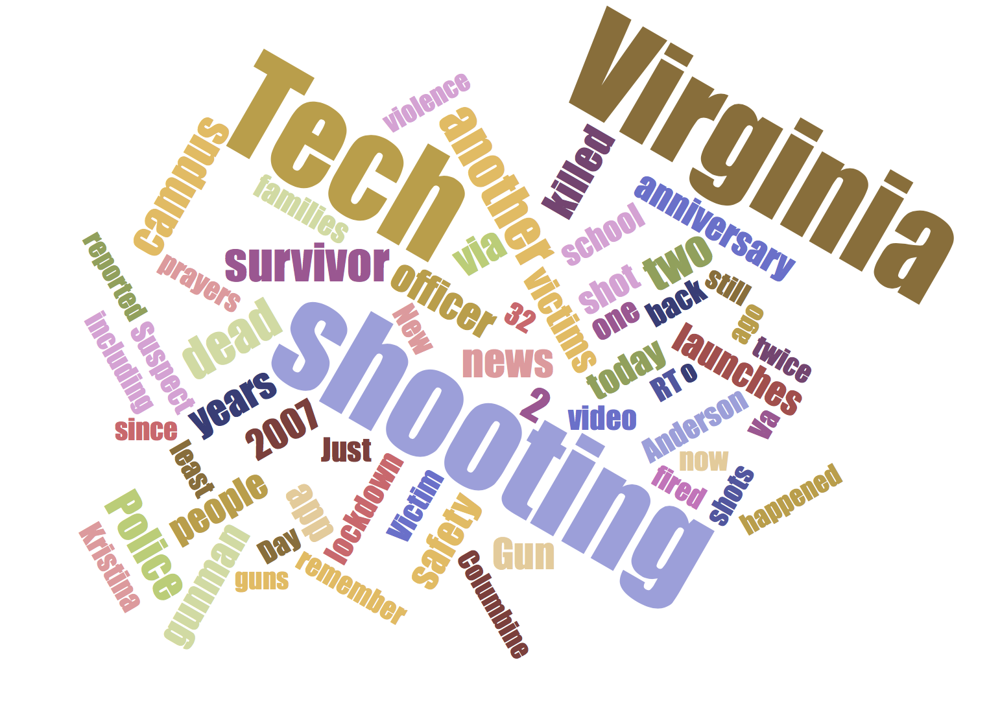 Virginia
Tech
violence
another
campus
killed
families
anniversary
school
via
survivor
two
reported
prayers
officer
shot
still
back
one
victims
32
ago
dead
New
including
Suspect
news
launches
twice
today
RT o
years
2
shooting
video
Anderson
Va
since
2007
Just
now
least
lockdown
fired
shots
happened
people
app
Victim
Police
safety
Kristina
gunman
Day
guns
remember
Columbine
Gun